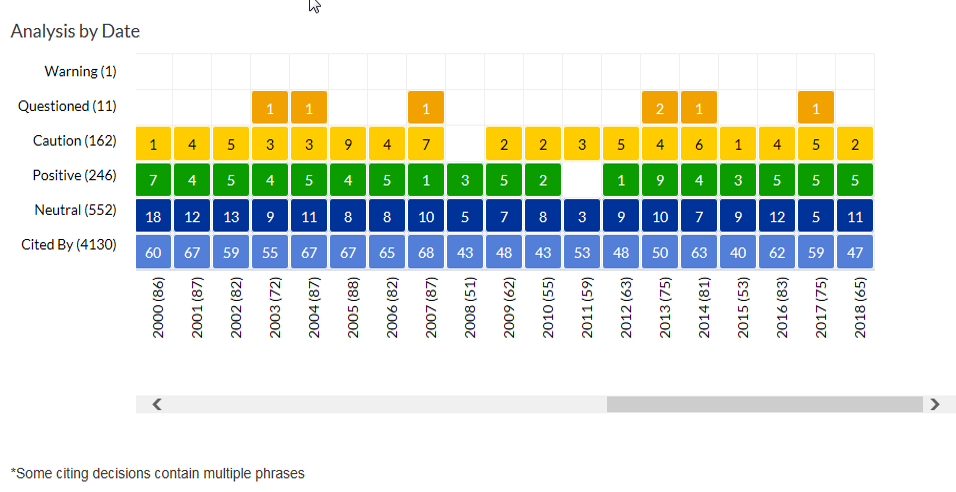 Analysis by Date
Warning (1)
Questioned (11) 1 1 1 2 1 1
Caution (162) 1 4 5 3 3 9 4 7 2 2 3 5 4 6 1 4 5 2
Positive (246) 7 4 5 4 5 4 5 1 3 5 2 1 9 4 3 5 5 5
Neutral (552) 18 12 13 9 11 8 8 10 5 7 8 3 9 10 7 9 12 5 11
Cited By (4130) 60 67 59 55 67 67 65 68 43 48 43 53 48 50 63 40 62 59 47
2000 (86) 2001 (87) 2002 (82) 2003 (72) 2004 (87) 2005 (88) 2006 (82) 2007 (87) 2008 (51) 2009 (62) 2010 (55) 2011 (59) 2012 (63) 2013 (75) 2014 (81) 2015 (53) 2016 (83) 2017 (75) 2018 (65)
*Some citing decisions contain multiple phrases